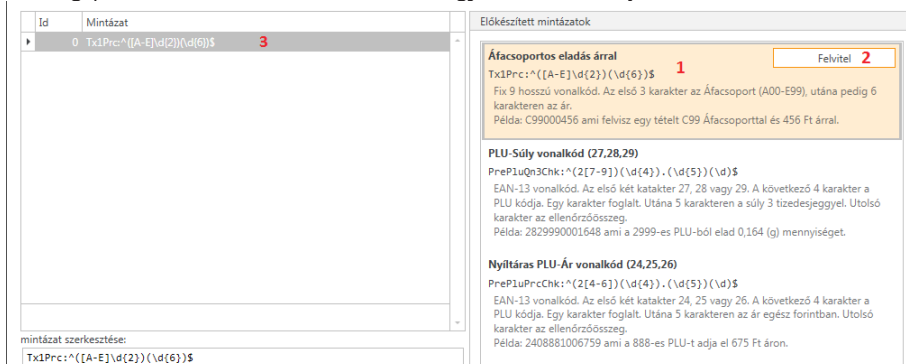 Id Mintázat
0 Tx1Prc:^([A-E]\d{2})(\d{6})$ 3
mintázat szerkesztése:
Tx1Prc:^([A-E]\d{2})(\d{6})$
Előkészített mintázatok
Áfacsoportos eladás árral
Felvitel 2
Tx1Prc:^([A-E]\d{2})(\d{6})$ 1
Fix 9 hosszú vonalkód. Az első 3 karakter az Áfacsoport (A00-E99), utána pedig 6
karakteren az ár.
Példa: C99000456 ami felvisz egy tételt C99 Áfacsoporttal és 456 Ft árral.
PLU-Súly vonalkód (27,28,29)
PrePluQn3Chk:^(2[7-9])(\d{4}).(\d{5})(\d)$
EAN-13 vonalkód. Az első két katakter 27, 28 vagy 29. A következő 4 karakter a
PLU kódja. Egy karakter foglalt. Utána 5 karakteren a súly 3 tizedesjeggyel. Utolsó
karakter az ellenőrzőösszeg.
Példa: 2829990001648 ami a 2999-es PLU-ból elad 0,164 (g) mennyiséget.
Nyíltáras PLU-Ár vonalkód (24,25,26)
PrePluPrcChk:^(2[4-6])(\d{4}).(\d{5})(\d)$
EAN-13 vonalkód. Az első két katakter 24, 25 vagy 26. A következő 4 karakter a
PLU kódja. Egy karakter foglalt. Utána 5 karakteren az ár egész forintban. Utolsó
karakter az ellenőrzőösszeg.
Példa: 2408881006759 ami a 888-es PLU-t adja el 675 Ft áron.